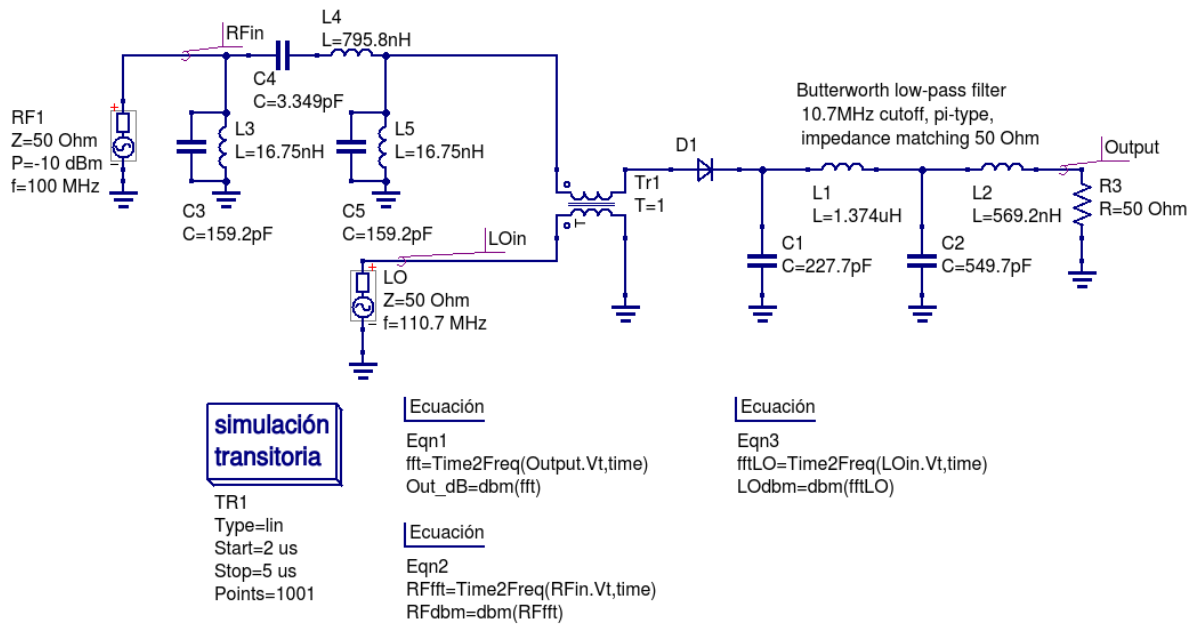 RFin
L4
L=795.8nH
C4
C=3.349pF
RF1
Z=50 Ohm
P=-10 dBm
f=100 MHz
L3
L=16.75nH
L5
L=16.75nH
C3
C=159.2pF
C5
C=159.2pF
LOin
LO
Z=50 Ohm
f=110.7 MHz
Tr1
T=1
T
D1
Butterworth low-pass filter
10.7MHz cutoff, pi-type,
impedance matching 50 Ohm
Output
L1
L=1.374uH
L2
L=569.2nH
R3
R=50 Ohm
C1
C=227.7pF
C2
C=549.7pF
simulación
transitoria
TR1
Type=lin
Start=2 us
Stop=5 us
Points=1001
Ecuación
Eqn1
fft=Time2Freq(Output.Vt,time)
Out_dB=dbm(fft)
Ecuación
Eqn2
RFfft=Time2Freq(RFin.Vt,time)
RFdbm=dbm(RFfft)
Ecuación
Eqn3
fftLO=Time2Freq(LOin.Vt,time)
LOdbm=dbm(fftLO)